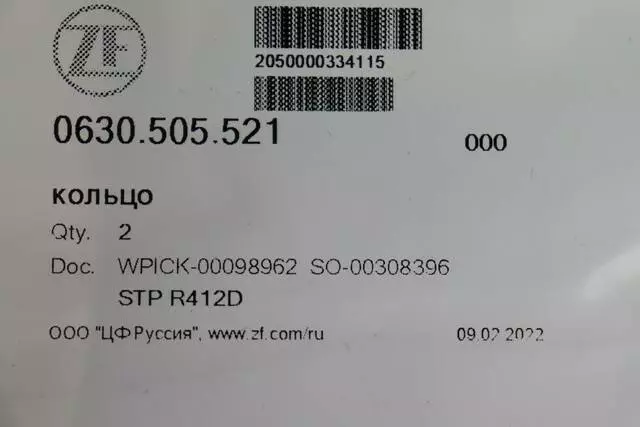 ZF
2050000334115
0630.505.521
000
кольцо
Qty. 2
Doc. WPICK-00098962 SO-00308396
STP R412D
ООО "ЦФ Руссия", www.zf.com/ru 09.02.2022